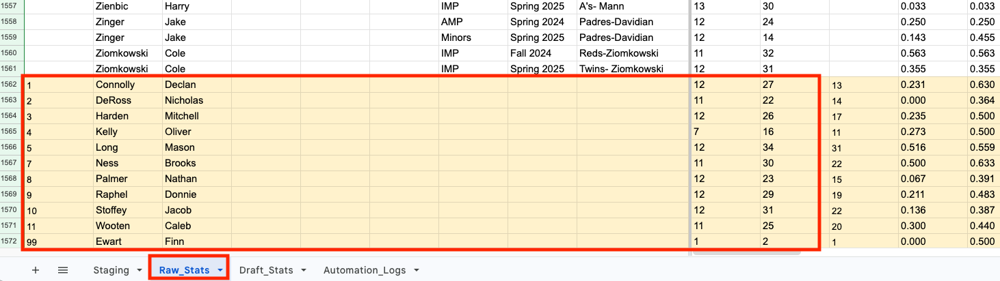 1557 Zienbic Harry IMP Spring 2025 A's- Mann 13 30 0.033 0.033
1558 Zinger Jake AMP Spring 2024 Padres-Davidian 12 24 0.250 0.250
1559 Zinger Jake Minors Spring 2025 Padres-Davidian 12 14 0.143 0.455
1560 Ziomkowski Cole IMP Fall 2024 Reds-Ziomkowski 11 32 0.563 0.563
1561 Ziomkowski Cole IMP Spring 2025 Twins- Ziomkowski 12 31 0.355 0.355
1562 1 Connolly Declan 12 27 13 0.231 0.630
1563 2 DeRoss Nicholas 11 22 14 0.000 0.364
1564 3 Harden Mitchell 12 26 17 0.235 0.500
1565 4 Kelly Oliver 7 16 11 0.273 0.500
1566 5 Long Mason 12 34 31 0.516 0.559
1567 7 Ness Brooks 11 30 22 0.500 0.633
1568 8 Palmer Nathan 12 23 15 0.067 0.391
1569 9 Raphel Donnie 12 29 19 0.211 0.483
1570 10 Stoffey Jacob 12 31 22 0.136 0.387
1571 11 Wooten Caleb 11 25 20 0.300 0.440
1572 99 Ewart Finn 1 2 1 0.000 0.500
Staging Raw_Stats Draft_Stats Automation_Logs